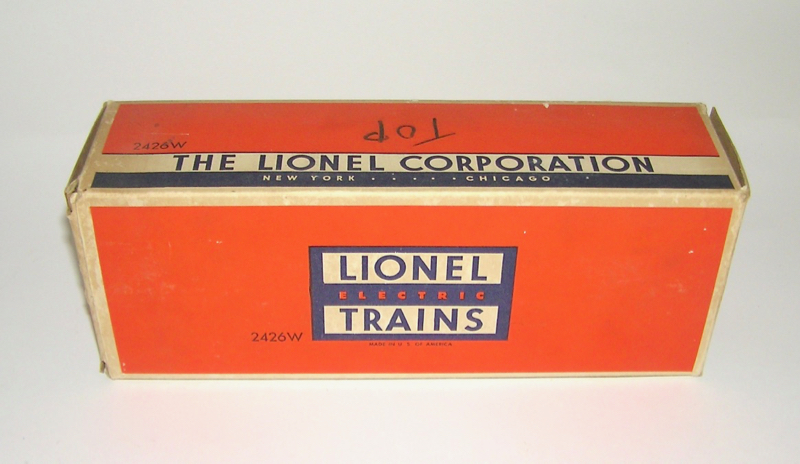 TOP
2426W
THE LIONEL CORPORATION
NEW YORK . . . . . CHICAGO
LIONEL
ELECTRIC
TRAINS
2426W
MADE IN U. S. OF AMERICA